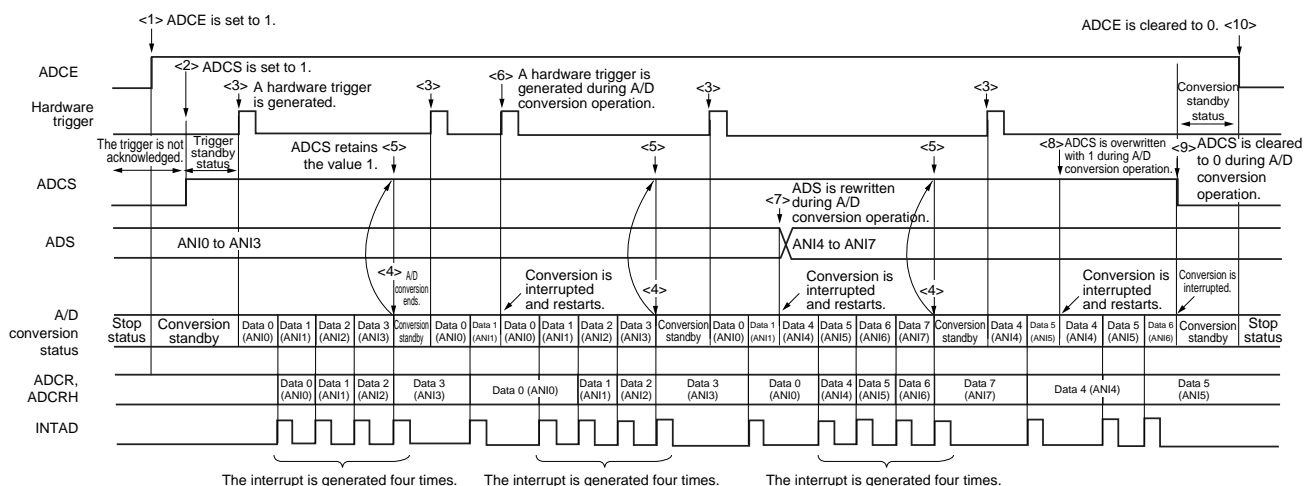 <1> ADCE is set to 1.
ADCE is cleared to 0. <10>
ADCE
<2> ADCS is set to 1.
<3> A hardware trigger
is generated.
<3>
<6> A hardware trigger is
generated during A/D
conversion operation.
<3>
<3>
Conversion
standby
status
Hardware
trigger
The trigger is not
acknowledged.
Trigger
standby
status
ADCS retains <5>
the value 1.
<5>
<5>
<8> ADCS is overwritten
with 1 during A/D
conversion operation.
<9> ADCS is cleared
to 0 during A/D
conversion
operation.
ADCS
<7> ADS is rewritten
during A/D
conversion operation.
ADS
ANI0 to ANI3
ANI4 to ANI7
<4> A/D
conversion
ends.
Conversion is
interrupted
and restarts.
<4>
Conversion is
interrupted
and restarts.
<4>
Conversion is
interrupted
and restarts.
Conversion is
interrupted.
A/D
conversion
status
Stop
status
Conversion
standby
Data 0
(ANI0)
Data 1
(ANI1)
Data 2
(ANI2)
Data 3
(ANI3)
Conversion
standby
Data 0
(ANI0)
Data 1
(ANI1)
Data 0
(ANI0)
Data 1
(ANI1)
Data 2
(ANI2)
Data 3
(ANI3)
Conversion
standby
Data 0
(ANI0)
Data 1
(ANI1)
Data 4
(ANI4)
Data 5
(ANI5)
Data 6
(ANI6)
Data 7
(ANI7)
Conversion
standby
Data 4
(ANI4)
Data 5
(ANI5)
Data 4
(ANI4)
Data 5
(ANI5)
Data 6
(ANI6)
Conversion
standby
Stop
status
ADCR,
ADCRH
Data 0
(ANI0)
Data 1
(ANI1)
Data 2
(ANI2)
Data 3
(ANI3)
Data 0 (ANI0)
Data 1
(ANI1)
Data 2
(ANI2)
Data 3
(ANI3)
Data 0
(ANI0)
Data 4
(ANI4)
Data 5
(ANI5)
Data 6
(ANI6)
Data 7
(ANI7)
Data 4 (ANI4)
Data 5
(ANI5)
INTAD
The interrupt is generated four times.
The interrupt is generated four times.
The interrupt is generated four times.